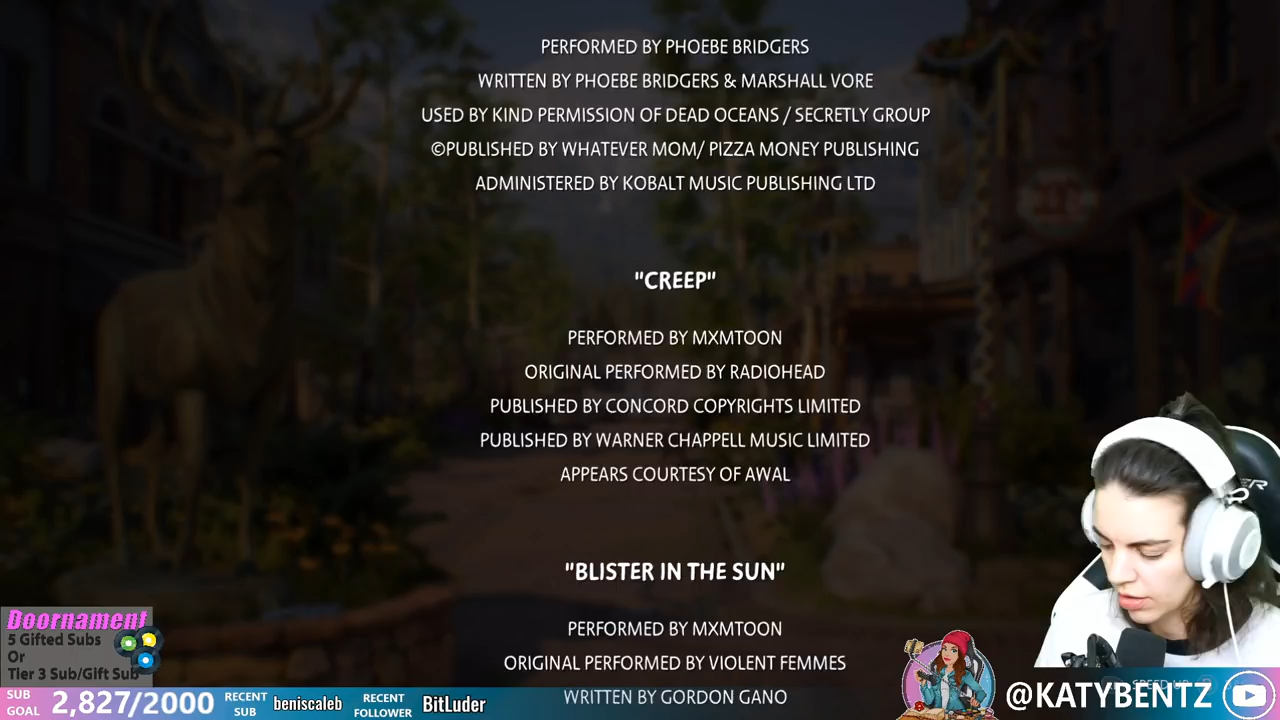 PERFORMED BY PHOEBE BRIDGERS
WRITTEN BY PHOEBE BRIDGERS & MARSHALL VORE
USED BY KIND PERMISSION OF DEAD OCEANS / SECRETLY GROUP
©PUBLISHED BY WHATEVER MOM/ PIZZA MONEY PUBLISHING
ADMINISTERED BY KOBALT MUSIC PUBLISHING LTD
"CREEP"
PERFORMED BY MXMTOON
ORIGINAL PERFORMED BY RADIOHEAD
PUBLISHED BY CONCORD COPYRIGHTS LIMITED
PUBLISHED BY WARNER CHAPPELL MUSIC LIMITED
APPEARS COURTESY OF AWAL
"BLISTER IN THE SUN"
PERFORMED BY MXMTOON
ORIGINAL PERFORMED BY VIOLENT FEMMES
WRITTEN BY GORDON GANO
Doornament
5 Gifted Subs
Or
Tier 3 Sub/Gift Sub
SUB GOAL 2,827/2000 RECENT SUB beniscaleb RECENT FOLLOWER BitLuder
@KATYBENTZ